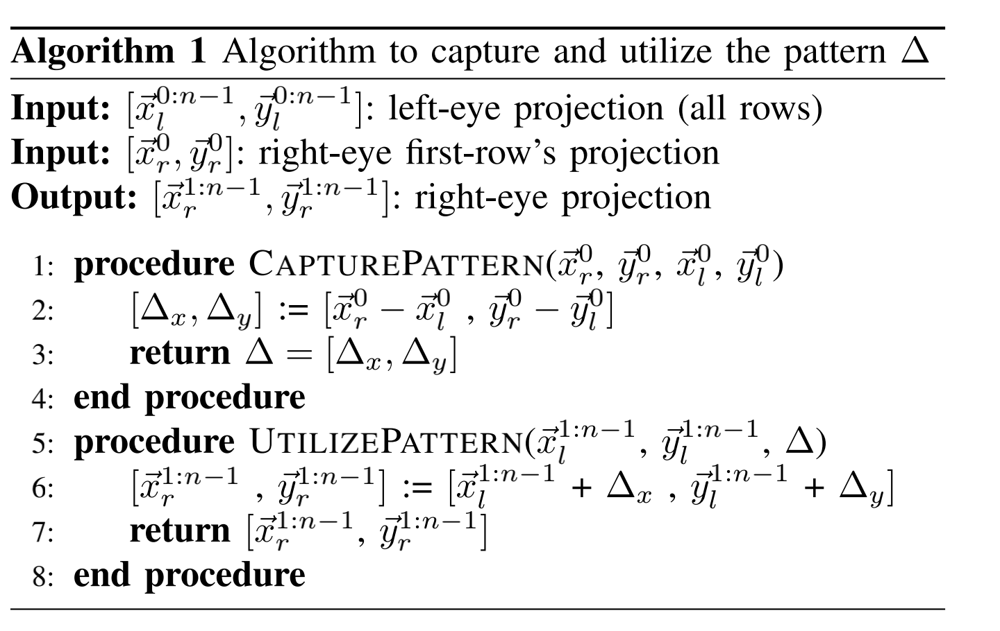 Algorithm 1 Algorithm to capture and utilize the pattern Δ
Input: [$\vec{x}_l^{0:n-1}, \vec{y}_l^{0:n-1}$]: left-eye projection (all rows)
Input: [$\vec{x}_r^0, \vec{y}_r^0$]: right-eye first-row's projection
Output: [$\vec{x}_r^{1:n-1}, \vec{y}_r^{1:n-1}$]: right-eye projection
1: procedure CAPTUREPATTERN($\vec{x}_r^0$, $\vec{y}_r^0$, $\vec{x}_l^0$, $\vec{y}_l^0$)
2: [$\Delta_x, \Delta_y$] := [$\vec{x}_r^0 - \vec{x}_l^0$ , $\vec{y}_r^0 - \vec{y}_l^0$]
3: return $\Delta = [\Delta_x, \Delta_y]$
4: end procedure
5: procedure UTILIZEPATTERN($\vec{x}_l^{1:n-1}$, $\vec{y}_l^{1:n-1}$, Δ)
6: [$\vec{x}_r^{1:n-1}$ , $\vec{y}_r^{1:n-1}$] := [$\vec{x}_l^{1:n-1}$ + $\Delta_x$ , $\vec{y}_l^{1:n-1}$ + $\Delta_y$]
7: return [$\vec{x}_r^{1:n-1}$, $\vec{y}_r^{1:n-1}$]
8: end procedure